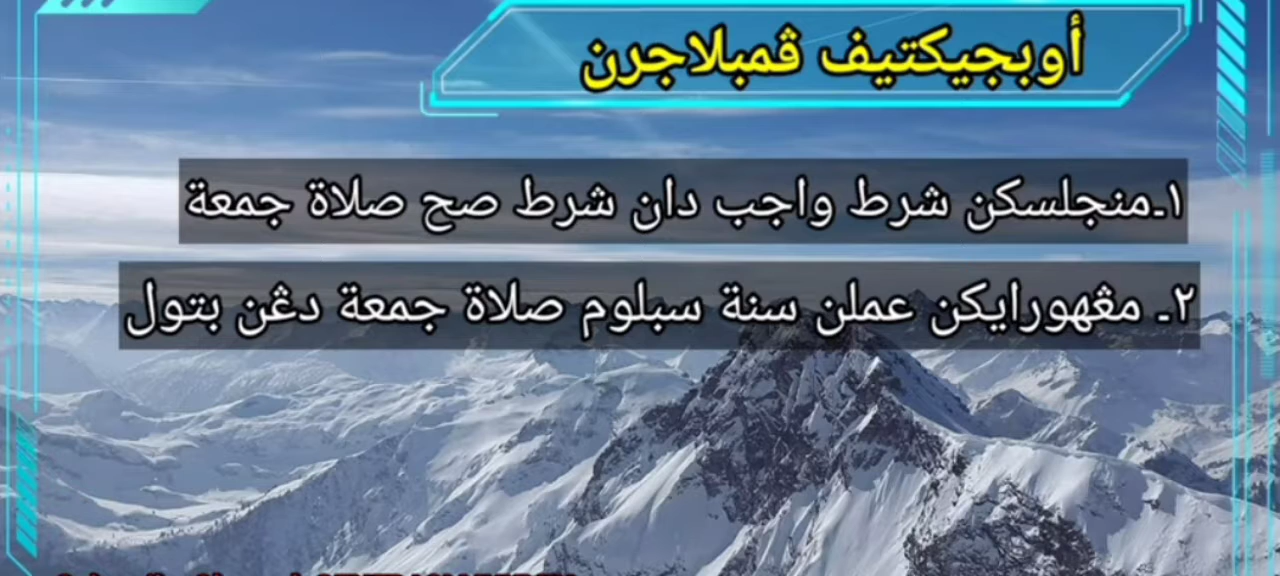 أوبجيكتيف ڤمبلاجرن
١.منجلسكن شرط واجب دان شرط صح صلاة جمعة
٢. مڠهورايكن عملن سنة سبلوم صلاة جمعة دڠن بتول